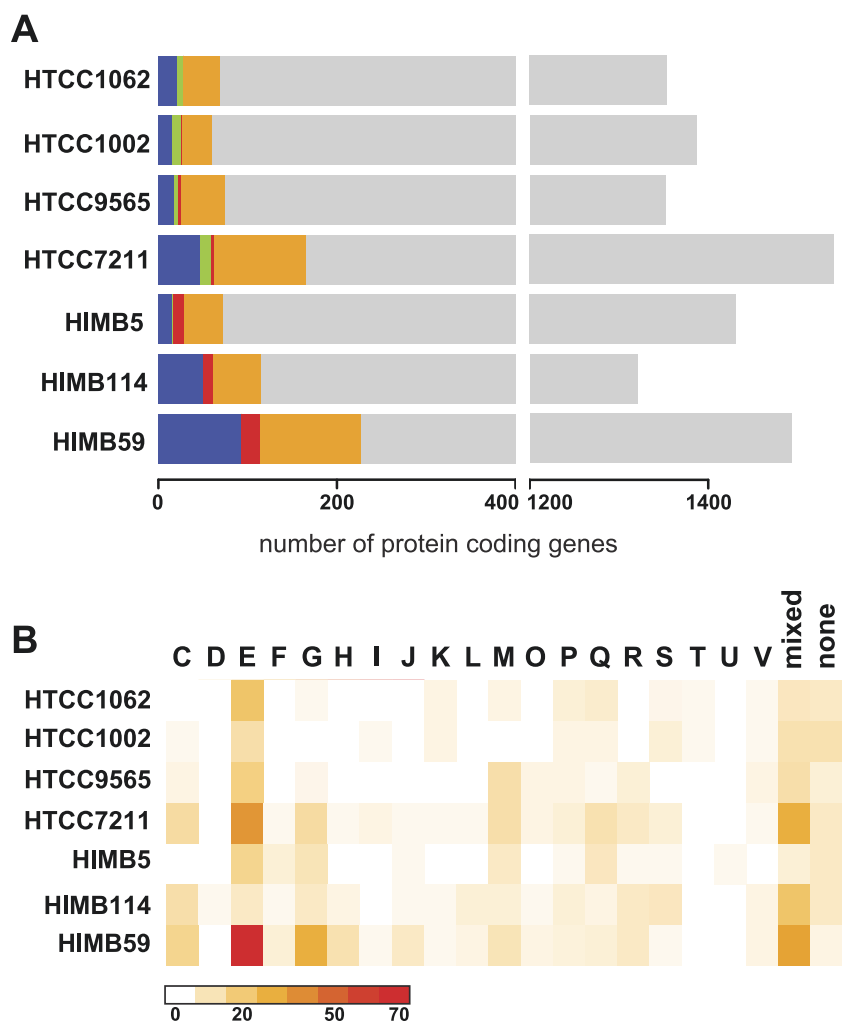 A
HTCC1062
HTCC1002
HTCC9565
HTCC7211
HIMB5
HIMB114
HIMB59
0 200 400 1200 1400
number of protein coding genes
B
C D E F G H I J K L M O P Q R S T U V mixed none
HTCC1062
HTCC1002
HTCC9565
HTCC7211
HIMB5
HIMB114
HIMB59
0 20 50 70